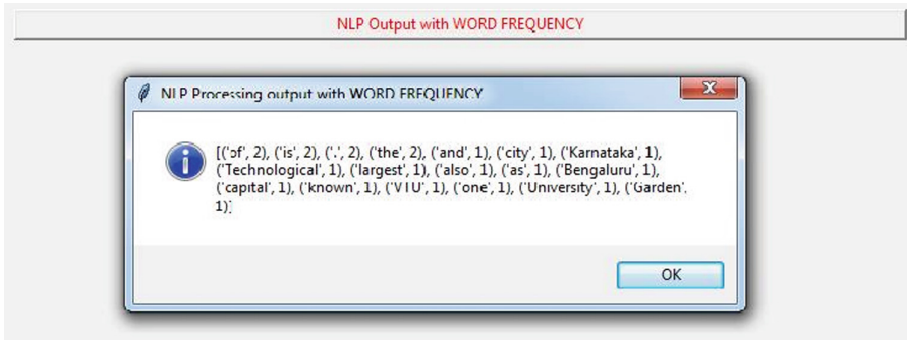 NLP Output with WORD FREQUENCY
NLP Processing output with WORD FREQUENCY
[('of', 2), ('is', 2), ('.', 2), ('the', 2), ('and', 1), ('city', 1), ('Karnataka', 1),
('Technological', 1), ('largest', 1), ('also', 1), ('as', 1), ('Bengaluru', 1),
('capital', 1), ('known', 1), ('VTU', 1), ('one', 1), ('University', 1), ('Garden',
1)]
OK